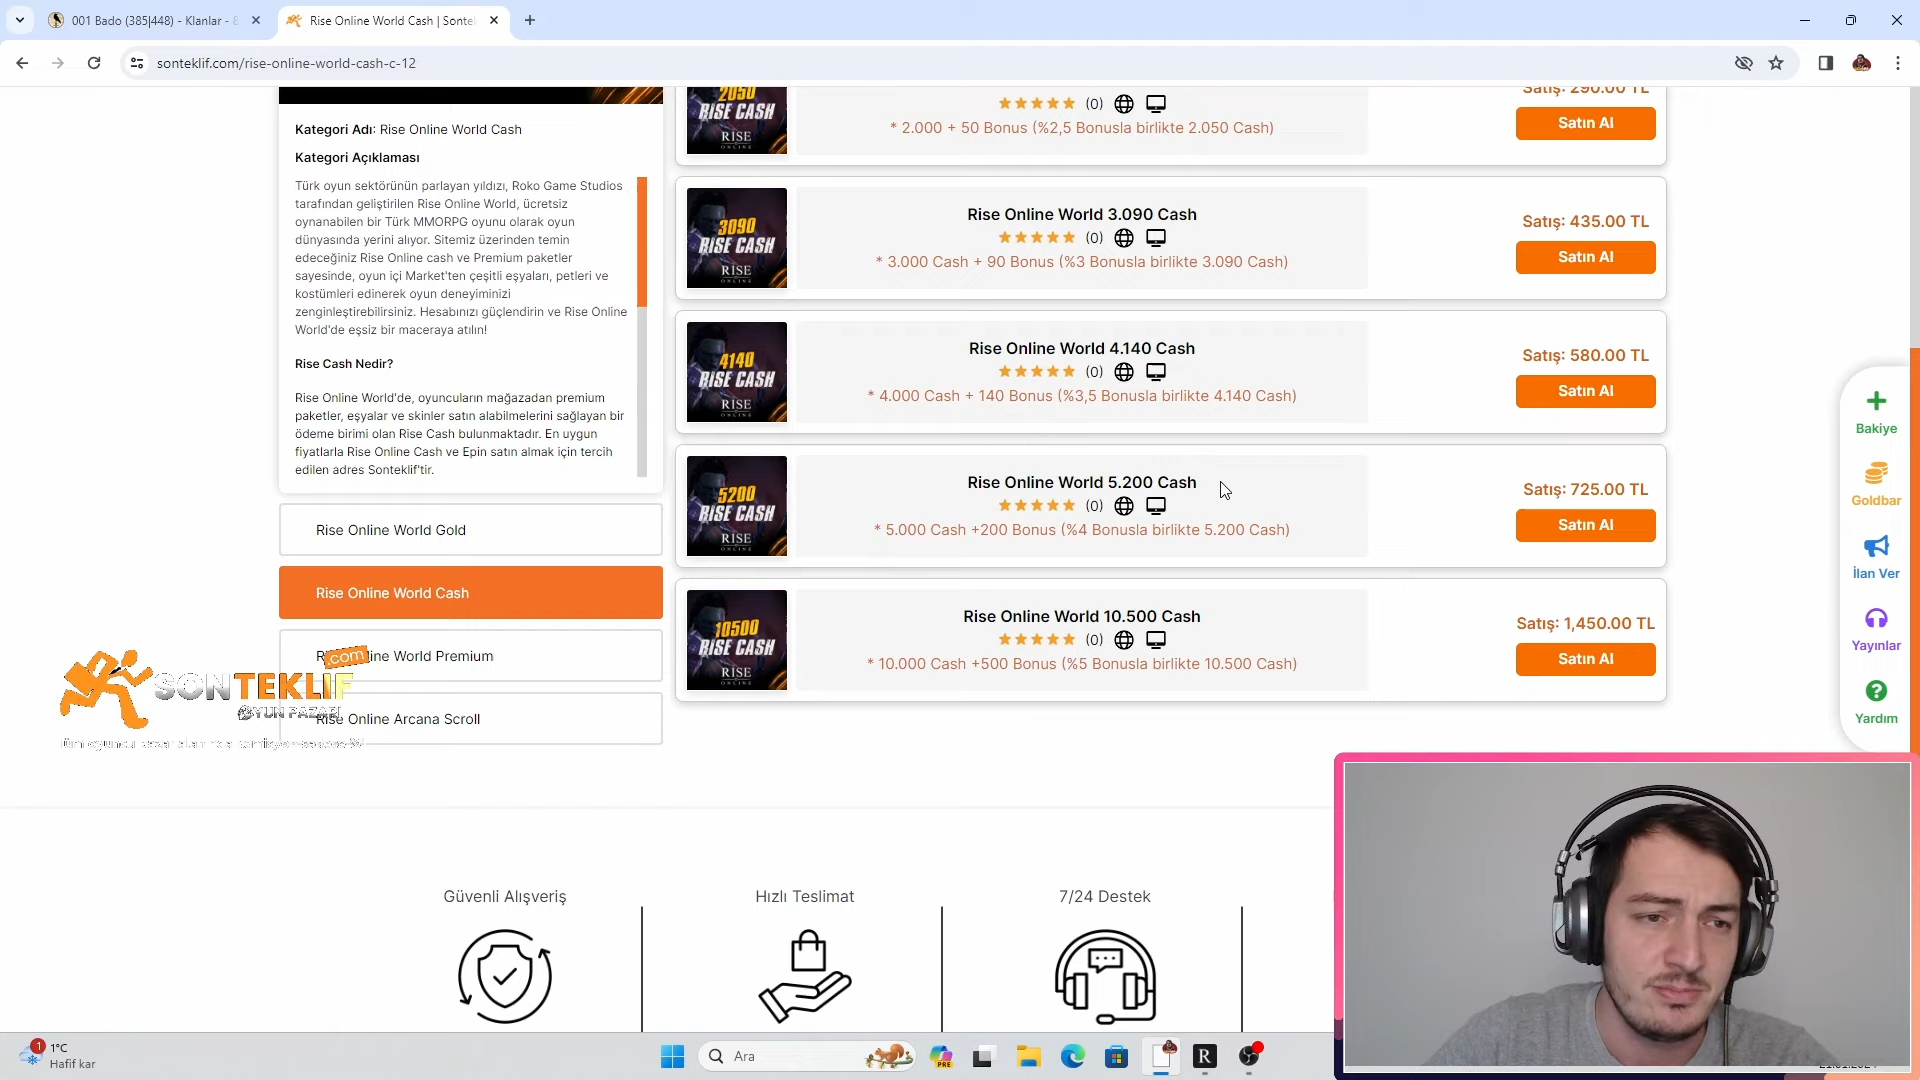 001 Bado (385|448) - Klanlar -
Rise Online World Cash | Sontek
sonteklif.com/rise-online-world-cash-c-12
Kategori Adı: Rise Online World Cash
Kategori Açıklaması
Türk oyun sektörünün parlayan yıldızı, Roko Game Studios
tarafından geliştirilen Rise Online World, ücretsiz
oynanabilen bir Türk MMORPG oyunu olarak oyun
dünyasında yerini alıyor. Sitemiz üzerinden temin
edeceğiniz Rise Online cash ve Premium paketler
sayesinde, oyun içi Market'ten çeşitli eşyaları, petleri ve
kostümleri edinerek oyun deneyiminizi
zenginleştirebilirsiniz. Hesabınızı güçlendirin ve Rise Online
World'de eşsiz bir maceraya atılın!
Rise Cash Nedir?
Rise Online World'de, oyuncuların mağazadan premium
paketler, eşyalar ve skinler satın alabilmelerini sağlayan bir
ödeme birimi olan Rise Cash bulunmaktadır. En uygun
fiyatlarla Rise Online Cash ve Epin satın almak için tercih
edilen adres Sonteklif'tir.
Rise Online World Gold
Rise Online World Cash
Online World Premium
Rise Online Arcana Scroll
SONTEKLIF
.com
OYUN PAZARI
2050
RISE CASH
RISE
ONLINE
(0)
* 2.000 + 50 Bonus (%2,5 Bonusla birlikte 2.050 Cash)
Satış: 290.00 TL
Satın Al
3090
RISE CASH
RISE
ONLINE
Rise Online World 3.090 Cash
(0)
* 3.000 Cash + 90 Bonus (%3 Bonusla birlikte 3.090 Cash)
Satış: 435.00 TL
Satın Al
4140
RISE CASH
RISE
ONLINE
Rise Online World 4.140 Cash
(0)
* 4.000 Cash + 140 Bonus (%3,5 Bonusla birlikte 4.140 Cash)
Satış: 580.00 TL
Satın Al
5200
RISE CASH
RISE
ONLINE
Rise Online World 5.200 Cash
(0)
* 5.000 Cash +200 Bonus (%4 Bonusla birlikte 5.200 Cash)
Satış: 725.00 TL
Satın Al
10500
RISE CASH
RISE
ONLINE
Rise Online World 10.500 Cash
(0)
* 10.000 Cash +500 Bonus (%5 Bonusla birlikte 10.500 Cash)
Satış: 1,450.00 TL
Satın Al
Bakiye
Goldbar
İlan Ver
Yayınlar
Yardım
Güvenli Alışveriş
Hızlı Teslimat
7/24 Destek
1
1°C
Hafif kar
Ara
PRE
R